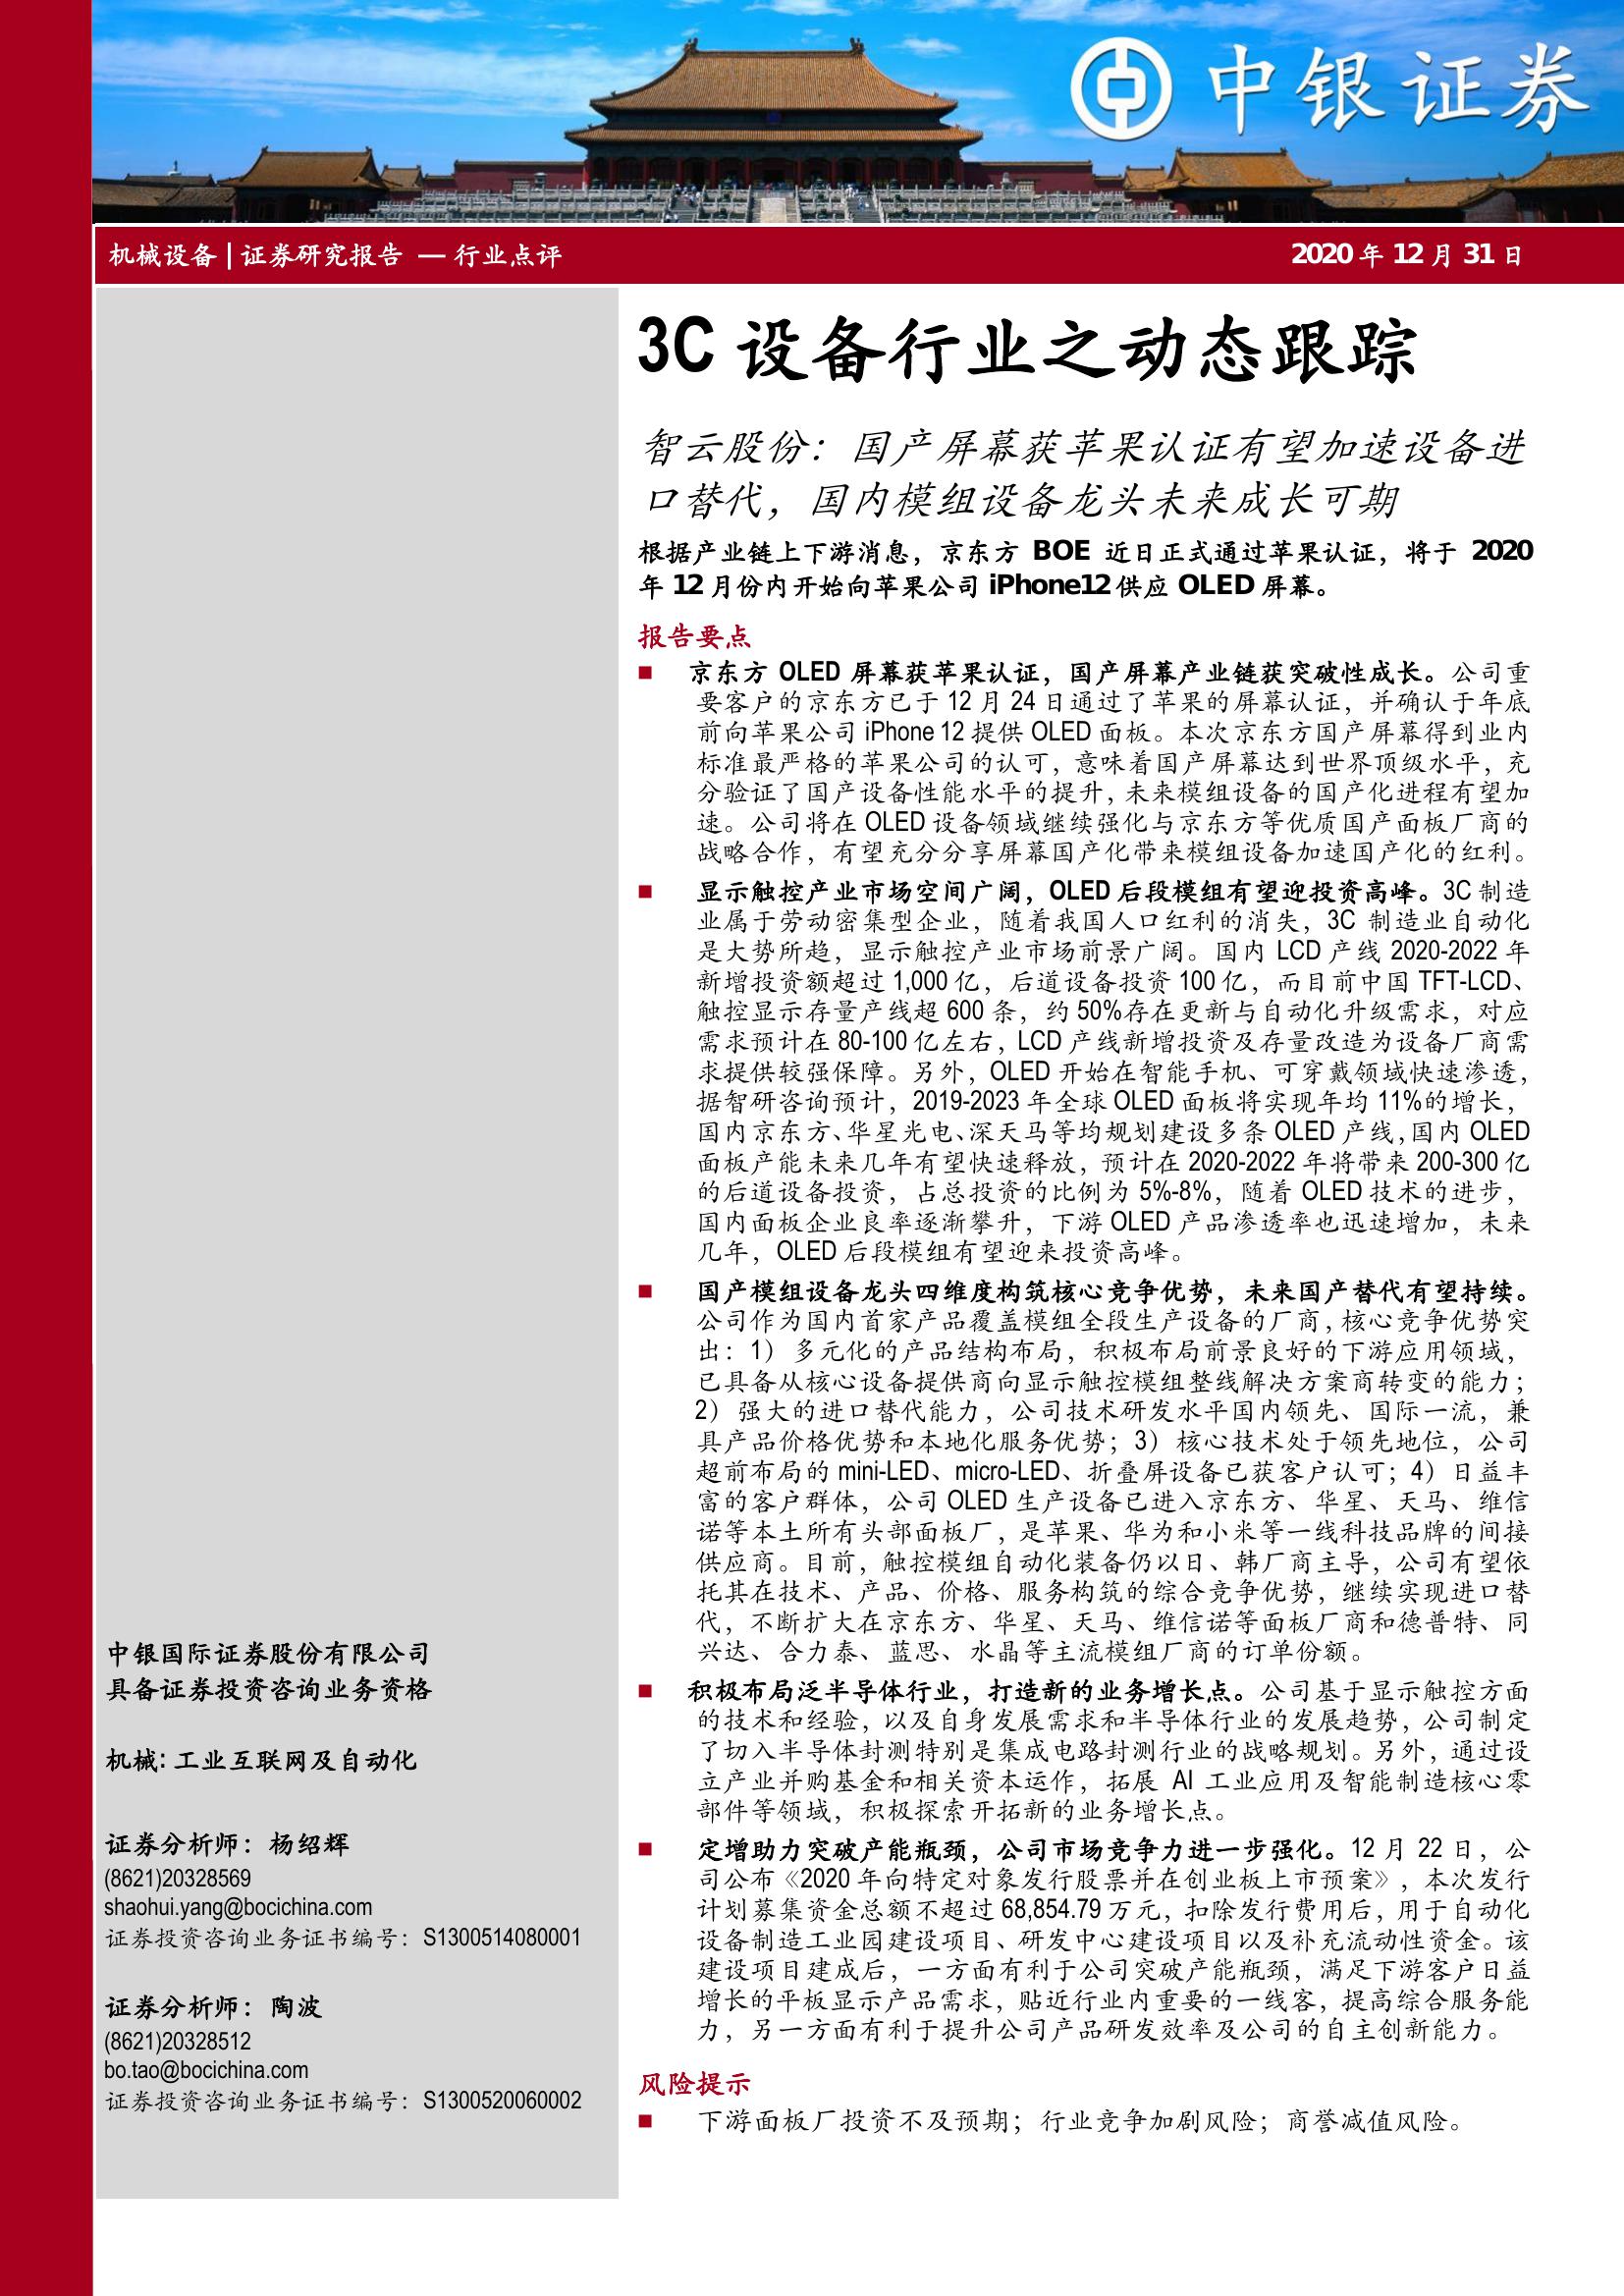 中银证券
机械设备 | 证券研究报告 — 行业点评
2020 年 12 月 31 日
3C 设备行业之动态跟踪
智云股份：国产屏幕获苹果认证有望加速设备进
口替代，国内模组设备龙头未来成长可期
根据产业链上下游消息，京东方 BOE 近日正式通过苹果认证，将于 2020
年 12 月份内开始向苹果公司 iPhone12 供应 OLED 屏幕。
报告要点
■ 京东方 OLED 屏幕获苹果认证，国产屏幕产业链获突破性成长。公司重
要客户的京东方已于 12 月 24 日通过了苹果的屏幕认证，并确认于年底
前向苹果公司 iPhone 12 提供 OLED 面板。本次京东方国产屏幕得到业内
标准最严格的苹果公司的认可，意味着国产屏幕达到世界顶级水平，充
分验证了国产设备性能水平的提升，未来模组设备的国产化进程有望加
速。公司将在 OLED 设备领域继续强化与京东方等优质国产面板厂商的
战略合作，有望充分分享屏幕国产化带来模组设备加速国产化的红利。
■ 显示触控产业市场空间广阔，OLED 后段模组有望迎投资高峰。3C 制造
业属于劳动密集型企业，随着我国人口红利的消失，3C 制造业自动化
是大势所趋，显示触控产业市场前景广阔。国内 LCD 产线 2020-2022 年
新增投资额超过 1,000 亿，后道设备投资 100 亿，而目前中国 TFT-LCD、
触控显示存量产线超 600 条，约 50%存在更新与自动化升级需求，对应
需求预计在 80-100 亿左右，LCD 产线新增投资及存量改造为设备厂商需
求提供较强保障。另外，OLED 开始在智能手机、可穿戴领域快速渗透，
据智研咨询预计，2019-2023 年全球 OLED 面板将实现年均 11%的增长，
国内京东方、华星光电、深天马等均规划建设多条 OLED 产线，国内 OLED
面板产能未来几年有望快速释放，预计在 2020-2022 年将带来 200-300 亿
的后道设备投资，占总投资的比例为 5%-8%，随着 OLED 技术的进步，
国内面板企业良率逐渐攀升，下游 OLED 产品渗透率也迅速增加，未来
几年，OLED 后段模组有望迎来投资高峰。
■ 国产模组设备龙头四维度构筑核心竞争优势，未来国产替代有望持续。
公司作为国内首家产品覆盖模组全段生产设备的厂商，核心竞争优势突
出：1）多元化的产品结构布局，积极布局前景良好的下游应用领域，
已具备从核心设备提供商向显示触控模组整线解决方案商转变的能力；
2）强大的进口替代能力，公司技术研发水平国内领先、国际一流，兼
具产品价格优势和本地化服务优势；3）核心技术处于领先地位，公司
超前布局的 mini-LED、micro-LED、折叠屏设备已获客户认可；4）日益丰
富的客户群体，公司 OLED 生产设备已进入京东方、华星、天马、维信
诺等本土所有头部面板厂，是苹果、华为和小米等一线科技品牌的间接
供应商。目前，触控模组自动化装备仍以日、韩厂商主导，公司有望依
托其在技术、产品、价格、服务构筑的综合竞争优势，继续实现进口替
代，不断扩大在京东方、华星、天马、维信诺等面板厂商和德普特、同
兴达、合力泰、蓝思、水晶等主流模组厂商的订单份额。
■ 积极布局泛半导体行业，打造新的业务增长点。公司基于显示触控方面
的技术和经验，以及自身发展需求和半导体行业的发展趋势，公司制定
了切入半导体封测特别是集成电路封测行业的战略规划。另外，通过设
立产业并购基金和相关资本运作，拓展 AI 工业应用及智能制造核心零
部件等领域，积极探索开拓新的业务增长点。
■ 定增助力突破产能瓶颈，公司市场竞争力进一步强化。12 月 22 日，公
司公布《2020 年向特定对象发行股票并在创业板上市预案》，本次发行
计划募集资金总额不超过 68,854.79 万元，扣除发行费用后，用于自动化
设备制造工业园建设项目、研发中心建设项目以及补充流动性资金。该
建设项目建成后，一方面有利于公司突破产能瓶颈，满足下游客户日益
增长的平板显示产品需求，贴近行业内重要的一线客，提高综合服务能
力，另一方面有利于提升公司产品研发效率及公司的自主创新能力。
风险提示
■ 下游面板厂投资不及预期；行业竞争加剧风险；商誉减值风险。
中银国际证券股份有限公司
具备证券投资咨询业务资格
机械：工业互联网及自动化
证券分析师：杨绍辉
(8621)20328569
shaohui.yang@bocichina.com
证券投资咨询业务证书编号：S1300514080001
证券分析师：陶波
(8621)20328512
bo.tao@bocichina.com
证券投资咨询业务证书编号：S1300520060002